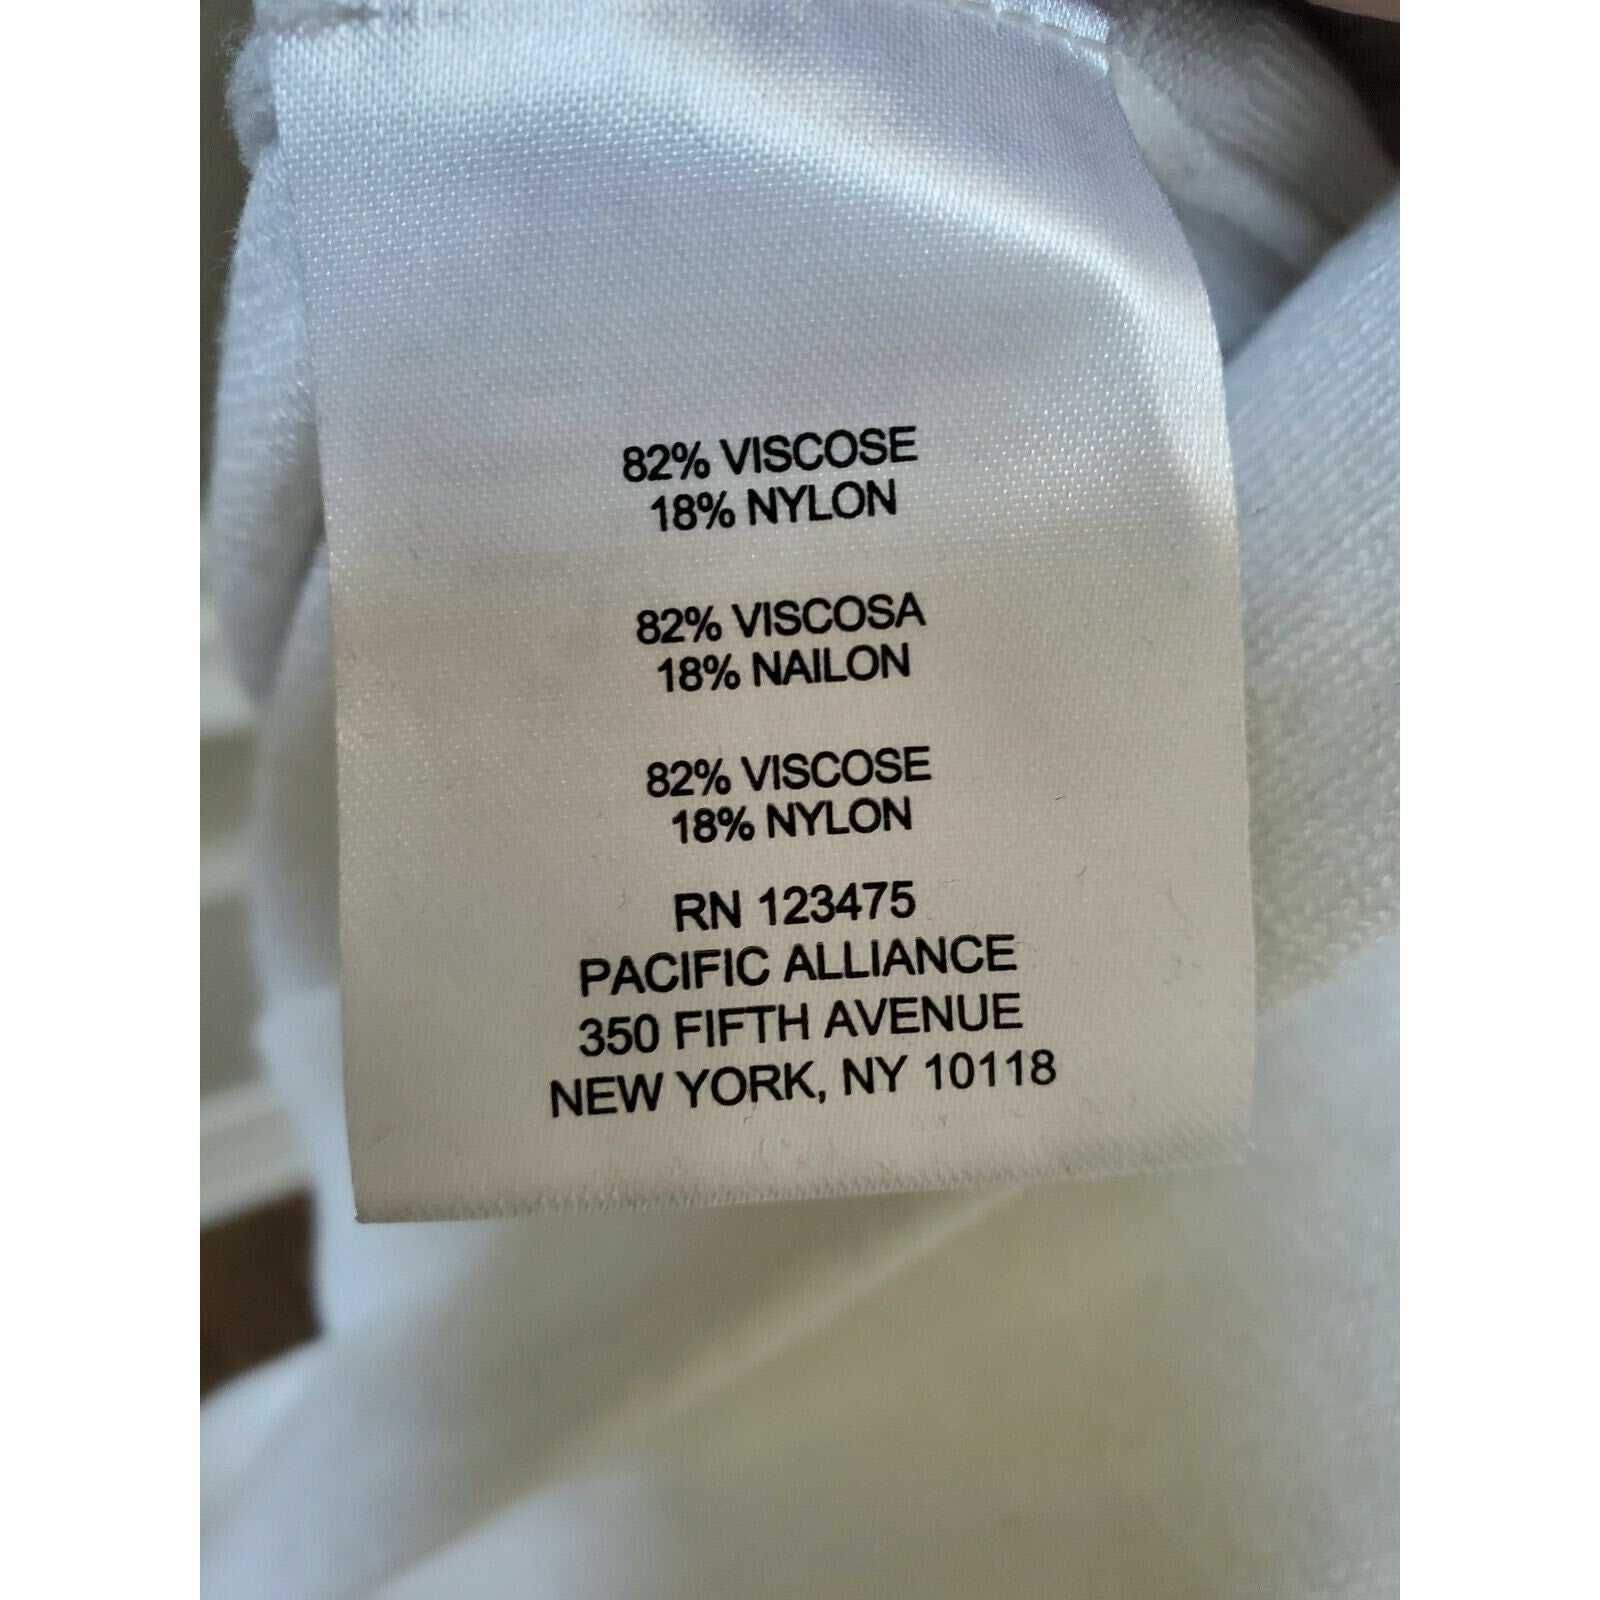 82% VISCOSE
18% NYLON
82% VISCOSA
18% NAILON
82% VISCOSE
18% NYLON
RN 123475
PACIFIC ALLIANCE
350 FIFTH AVENUE
NEW YORK, NY 10118